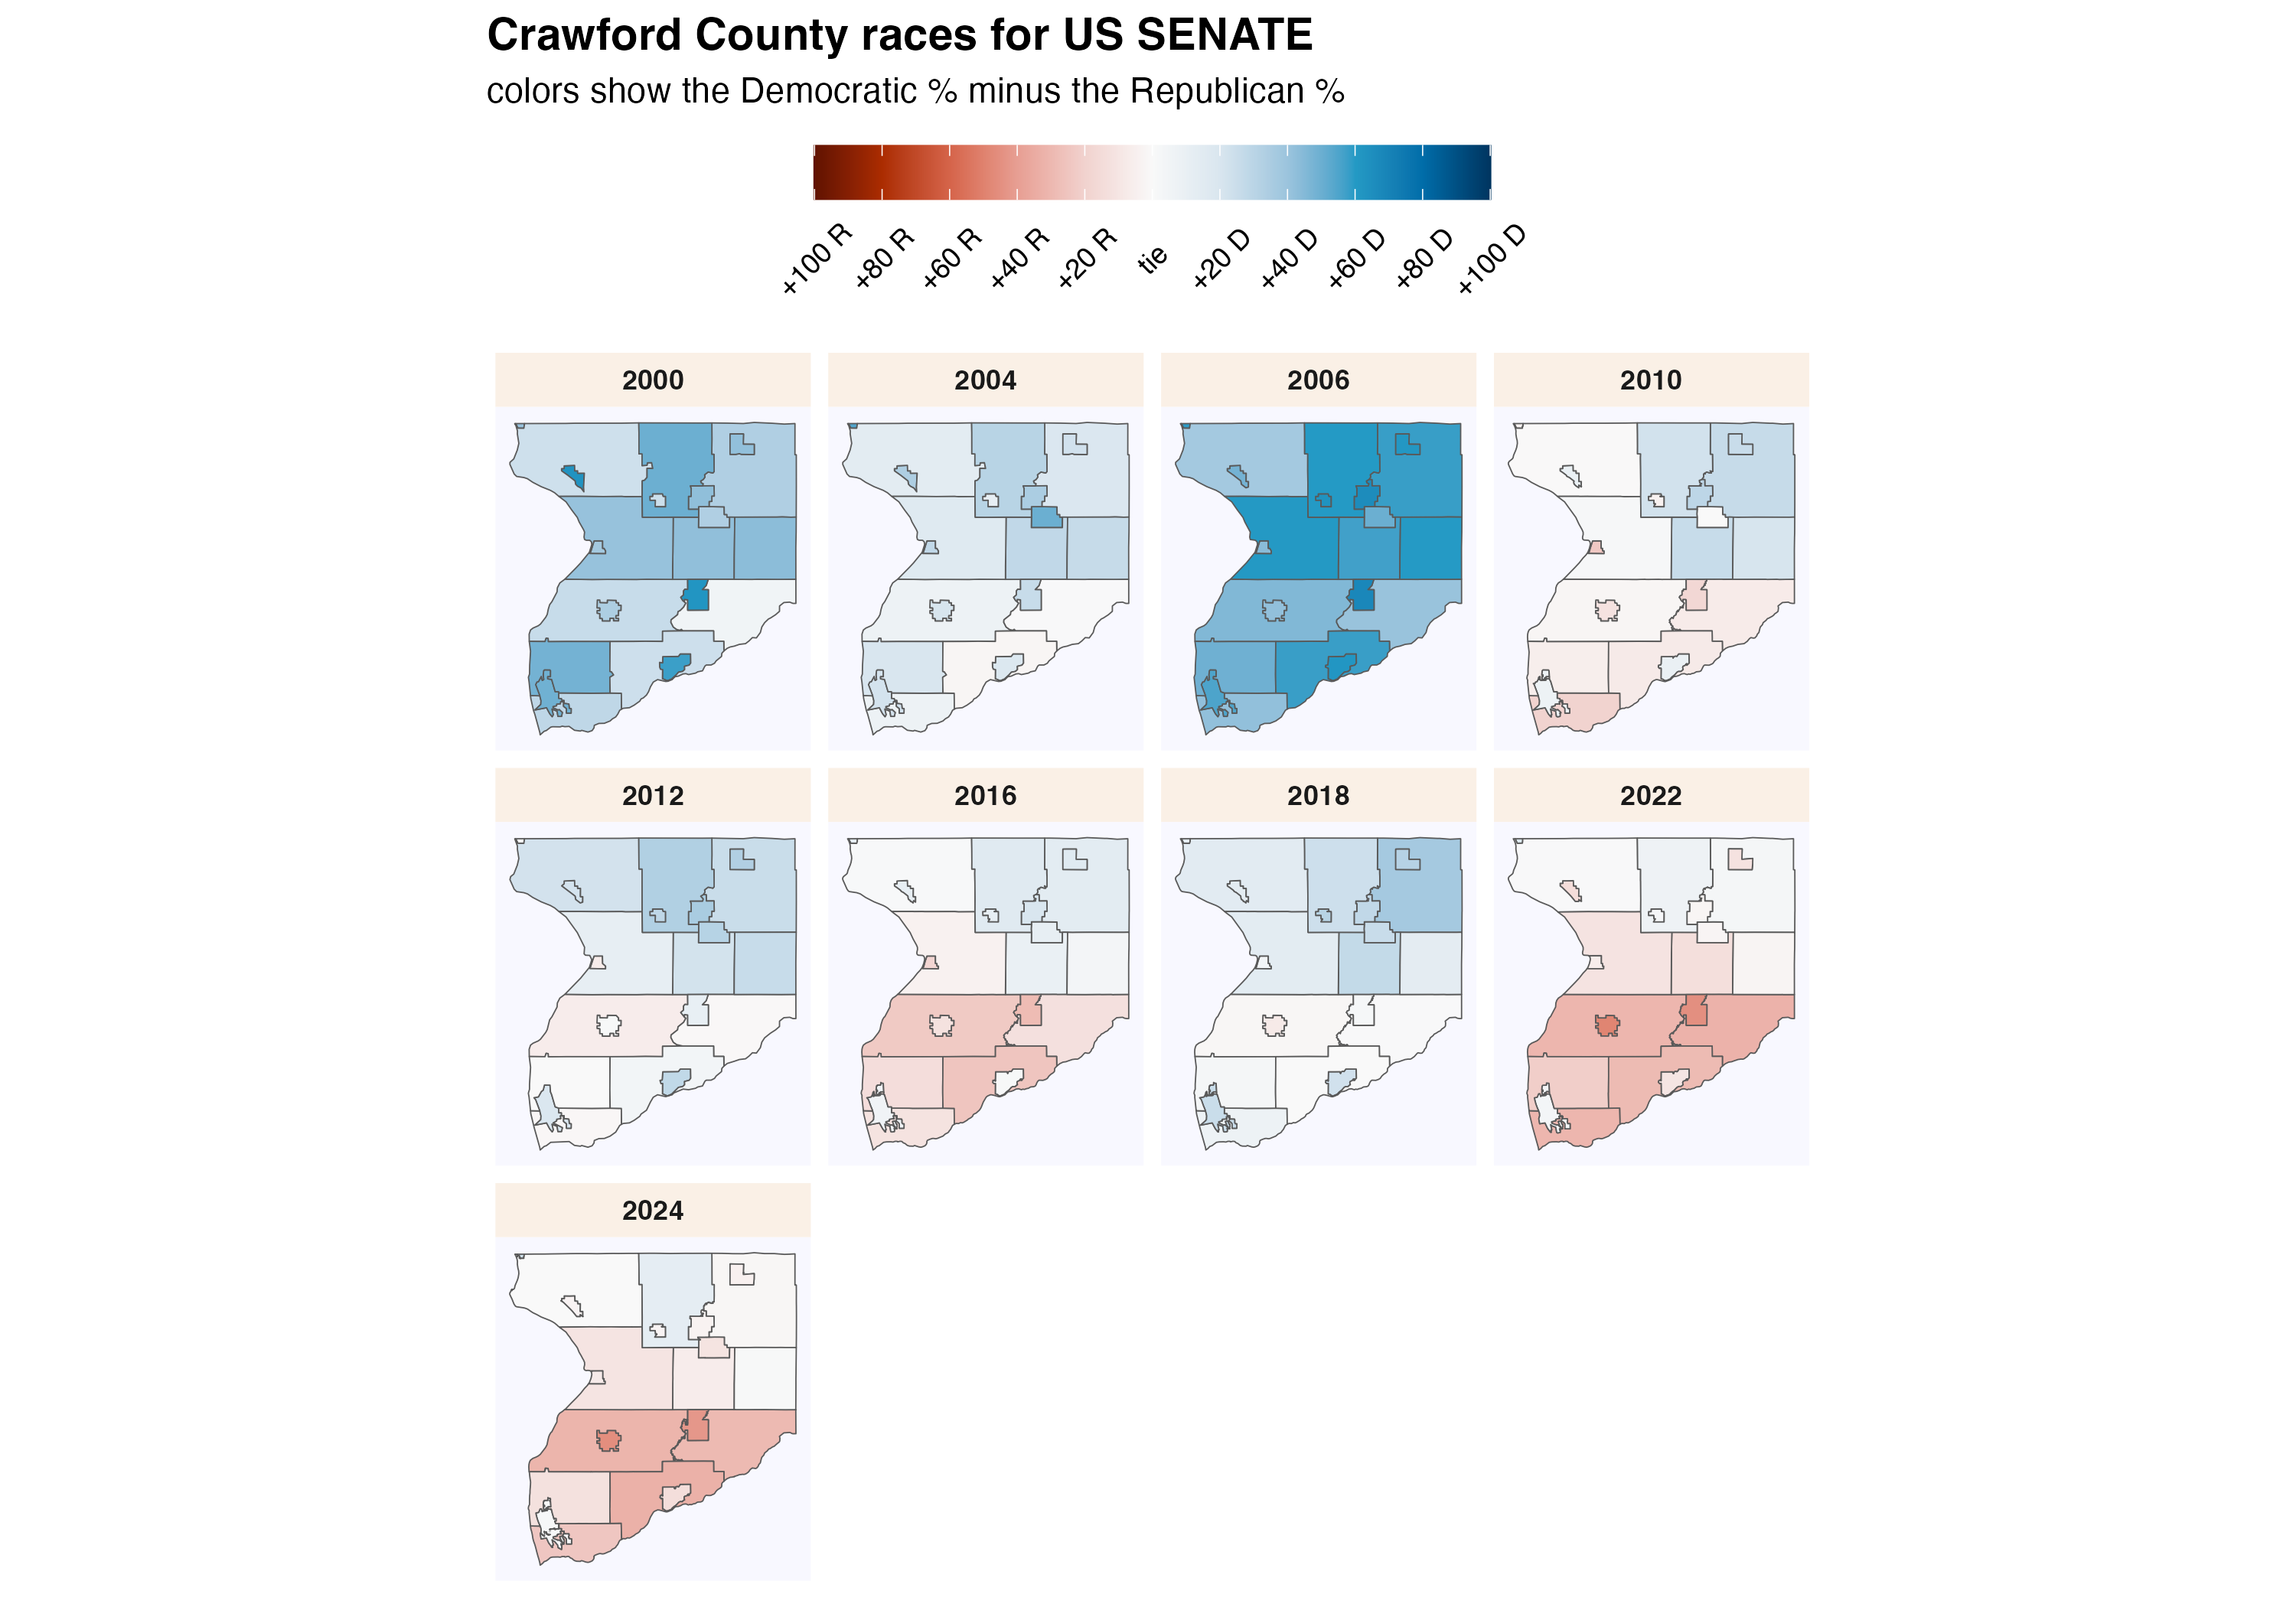 Crawford County races for US SENATE
colors show the Democratic % minus the Republican %
+100 R
+80 R
+60 R
+40 R
+20 R
tie
+20 D
+40 D
+60 D
+80 D
+100 D
2000
2004
2006
2010
2012
2016
2018
2022
2024